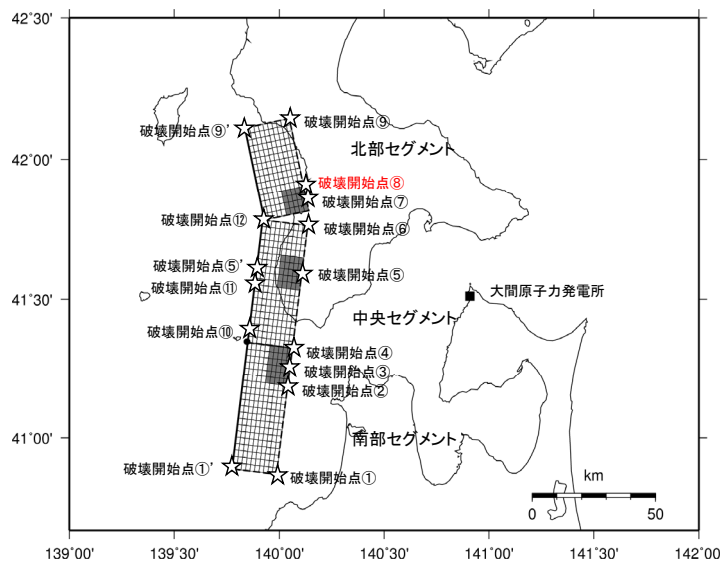 42˚30'
破壊開始点⑨'
破壊開始点⑨
北部セグメント
42˚00'
破壊開始点⑧
破壊開始点⑦
破壊開始点⑫
破壊開始点⑥
破壊開始点⑤'
破壊開始点⑤
破壊開始点⑪
大間原子力発電所
41˚30'
中央セグメント
破壊開始点⑩
破壊開始点④
破壊開始点③
破壊開始点②
41˚00'
南部セグメント
破壊開始点①'
破壊開始点①
km
0 50
139˚00' 139˚30' 140˚00' 140˚30' 141˚00' 141˚30' 142˚00'